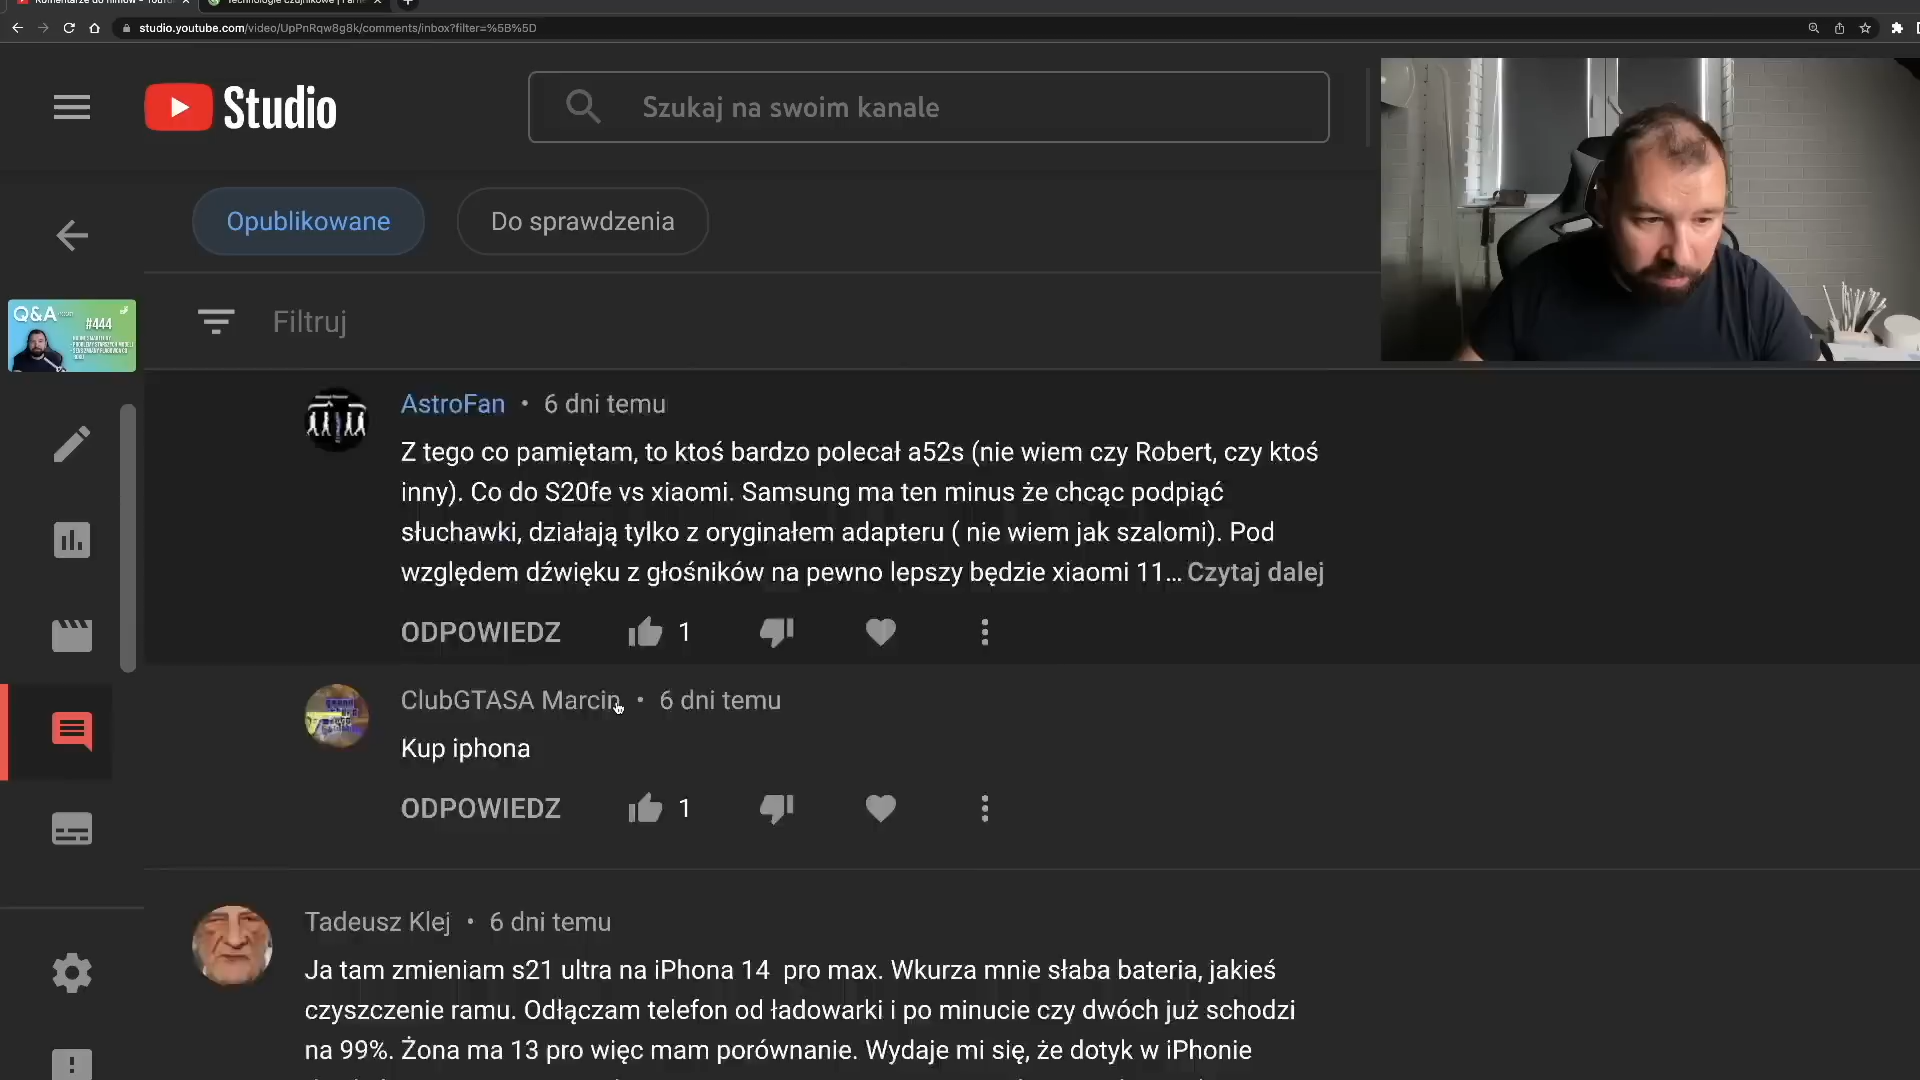 Komentarze do filmów - YouTu
studio.youtube.com/video/UpPnRqw8g8k/comments/inbox?filter=%5B%5D
Studio
Szukaj na swoim kanale
Opublikowane
Do sprawdzenia
Q&A
#444
Filtruj
AstroFan • 6 dni temu
Z tego co pamiętam, to ktoś bardzo polecał a52s (nie wiem czy Robert, czy ktoś
inny). Co do S20fe vs xiaomi. Samsung ma ten minus że chcąc podpiąć
słuchawki, działają tylko z oryginałem adapteru ( nie wiem jak szalomi). Pod
względem dźwięku z głośników na pewno lepszy będzie xiaomi 11... Czytaj dalej
ODPOWIEDZ 1
ClubGTASA Marcin • 6 dni temu
Kup iphona
ODPOWIEDZ 1
Tadeusz Klej • 6 dni temu
Ja tam zmieniam s21 ultra na iPhona 14 pro max. Wkurza mnie słaba bateria, jakieś
czyszczenie ramu. Odłączam telefon od ładowarki i po minucie czy dwóch już schodzi
na 99%. Żona ma 13 pro więc mam porównanie. Wydaje mi się, że dotyk w iPhonie